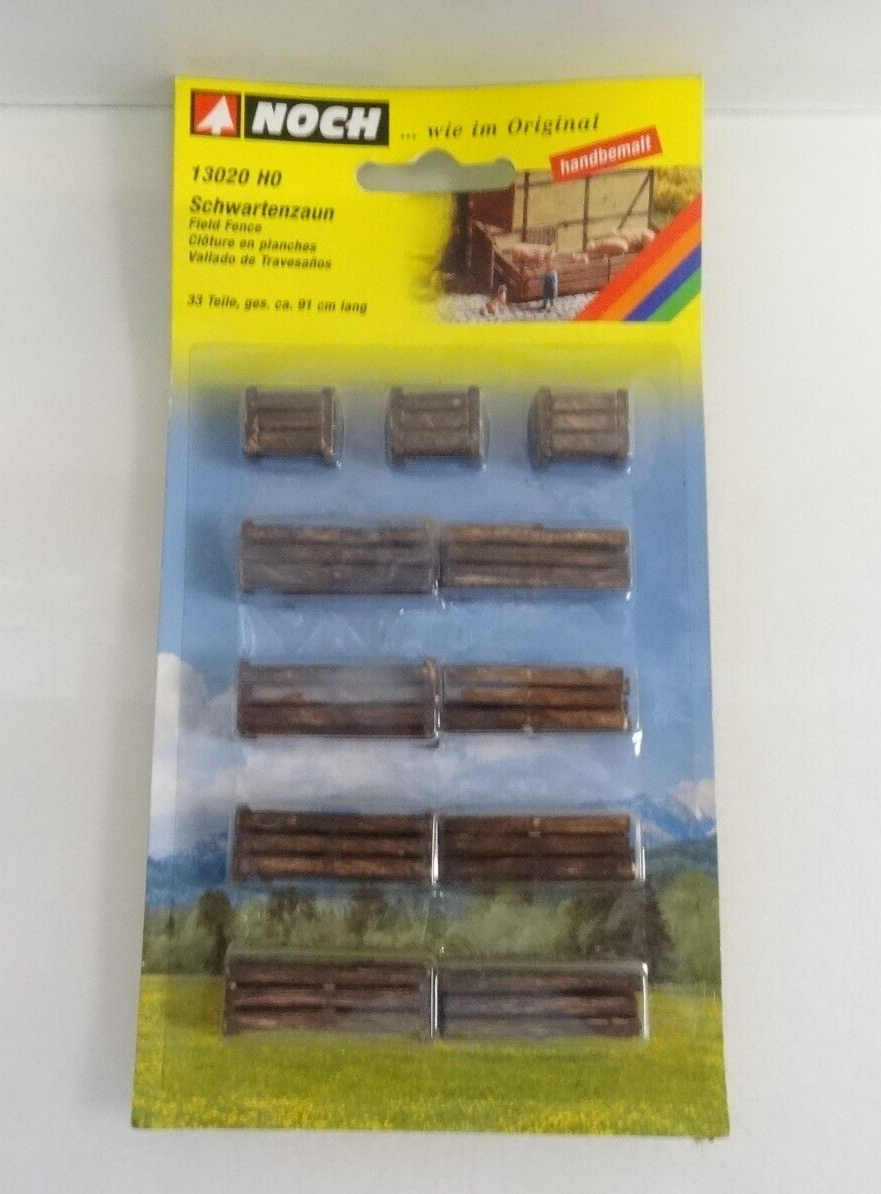 NOCH ... wie im Original
handbemalt
13020 H0
Schwartenzaun
Field Fence
Clôture en planches
Vallado de Travesaños
33 Teile, ges. ca. 91 cm lang